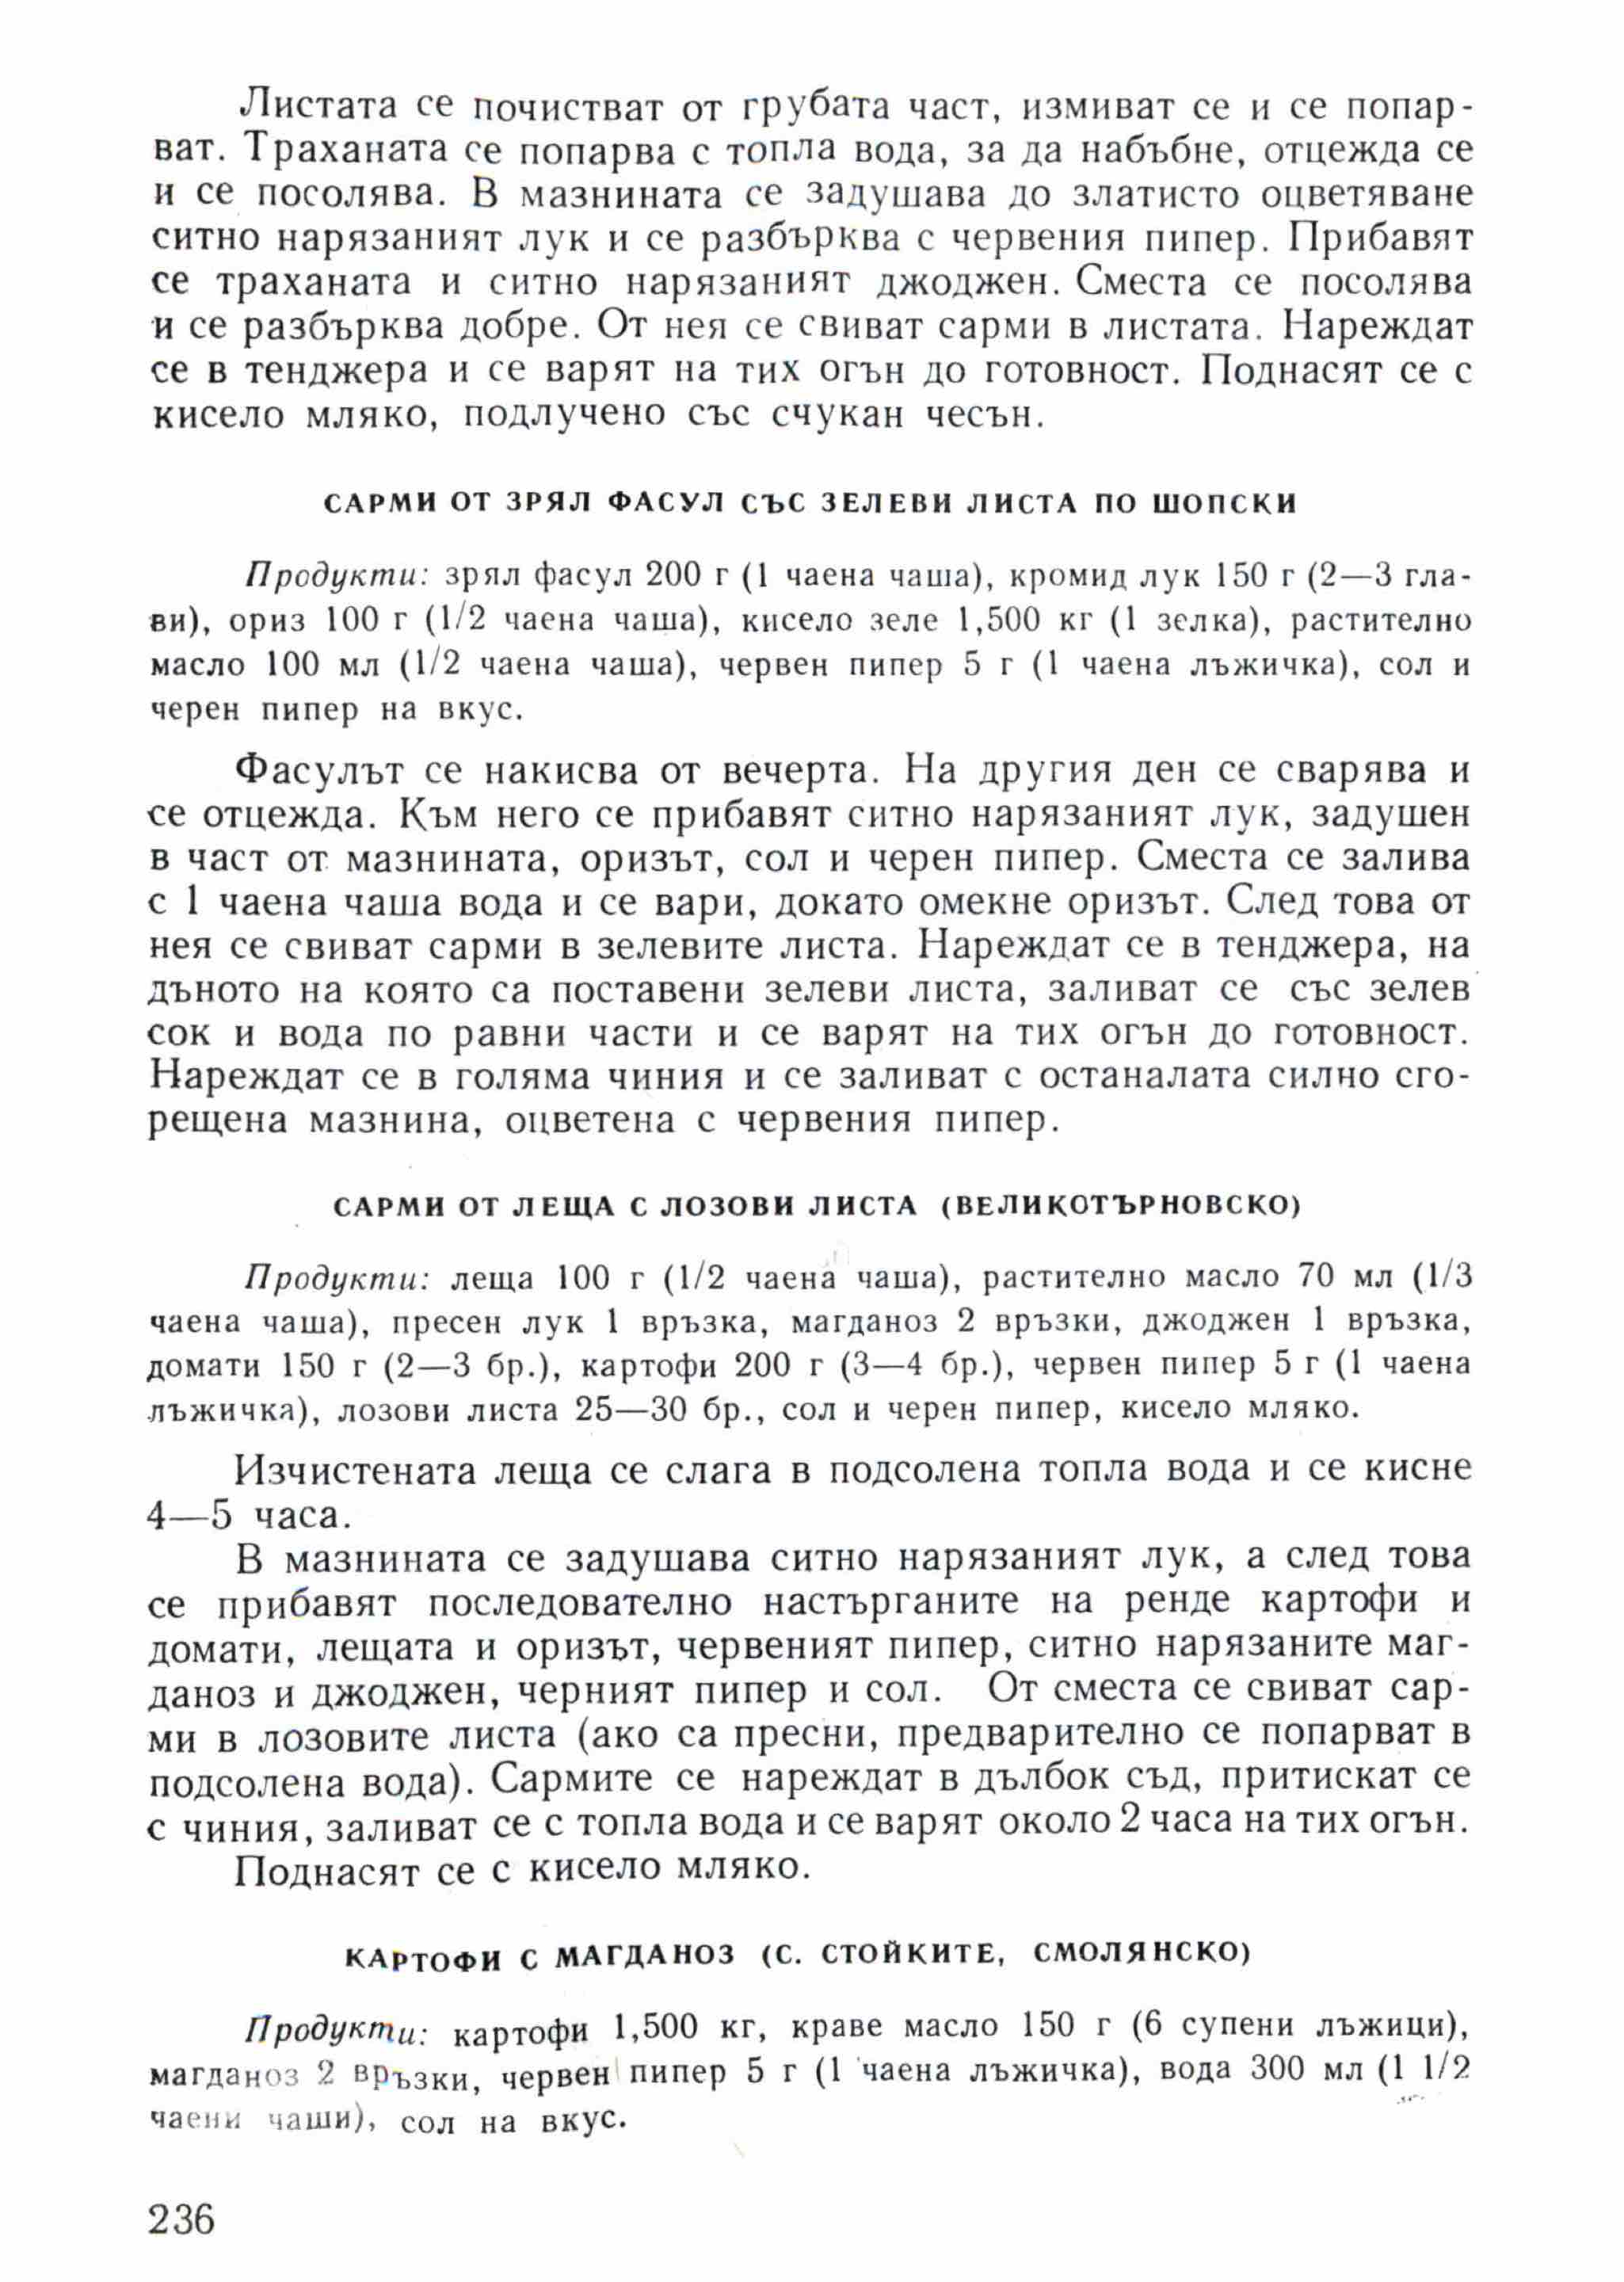 Листата се почистват от грубата част, измиват се и се попар-
ват. Траханата се попарва с топла вода, за да набъбне, отцежда се
и се посолява. В мазнината се задушава до златисто оцветяване
ситно нарязаният лук и се разбърква с червения пипер. Прибавят
се траханата и ситно нарязаният джоджен. Сместа се посолява
и се разбърква добре. От нея се свиват сарми в листата. Нареждат
се в тенджера и се варят на тих огън до готовност. Поднасят се с
кисело мляко, подлучено със счукан чесън.
САРМИ ОТ ЗРЯЛ ФАСУЛ СЪС ЗЕЛЕВИ ЛИСТА ПО ШОПСКИ
Продукти: зрял фасул 200 г (1 чаена чаша), кромид лук 150 г (2—3 гла-
ви), ориз 100 г (1/2 чаена чаша), кисело зеле 1,500 кг (1 зелка), растително
масло 100 мл (1/2 чаена чаша), червен пипер 5 г (1 чаена лъжичка), сол и
черен пипер на вкус.
Фасулът се накисва от вечерта. На другия ден се сварява и
се отцежда. Към него се прибавят ситно нарязаният лук, задушен
в част от мазнината, оризът, сол и черен пипер. Сместа се залива
с 1 чаена чаша вода и се вари, докато омекне оризът. След това от
нея се свиват сарми в зелевите листа. Нареждат се в тенджера, на
дъното на която са поставени зелеви листа, заливат се със зелев
сок и вода по равни части и се варят на тих огън до готовност.
Нареждат се в голяма чиния и се заливат с останалата силно сго-
рещена мазнина, оцветена с червения пипер.
САРМИ ОТ ЛЕЩА С ЛОЗОВИ ЛИСТА (ВЕЛИКОТЪРНОВСКО)
Продукти: леща 100 г (1/2 чаена чаша), растително масло 70 мл (1/3
чаена чаша), пресен лук 1 връзка, магданоз 2 връзки, джоджен 1 връзка,
домати 150 г (2—3 бр.), картофи 200 г (3—4 бр.), червен пипер 5 г (1 чаена
лъжичка), лозови листа 25—30 бр., сол и черен пипер, кисело мляко.
Изчистената леща се слага в подсолена топла вода и се кисне
4—5 часа.
В мазнината се задушава ситно нарязаният лук, а след това
се прибавят последователно настърганите на ренде картофи и
домати, лещата и оризът, червеният пипер, ситно нарязаните маг-
даноз и джоджен, черният пипер и сол. От сместа се свиват сар-
ми в лозовите листа (ако са пресни, предварително се попарват в
подсолена вода). Сармите се нареждат в дълбок съд, притискат се
с чиния, заливат се с топла вода и се варят около 2 часа на тих огън.
Поднасят се с кисело мляко.
КАРТОФИ С МАГДАНОЗ (С. СТОЙКИТЕ, СМОЛЯНСКО)
Продукти: картофи 1,500 кг, краве масло 150 г (6 супени лъжици),
магданоз 2 връзки, червен пипер 5 г (1 чаена лъжичка), вода 300 мл (1 1/2
чаени чаши), сол на вкус.
236